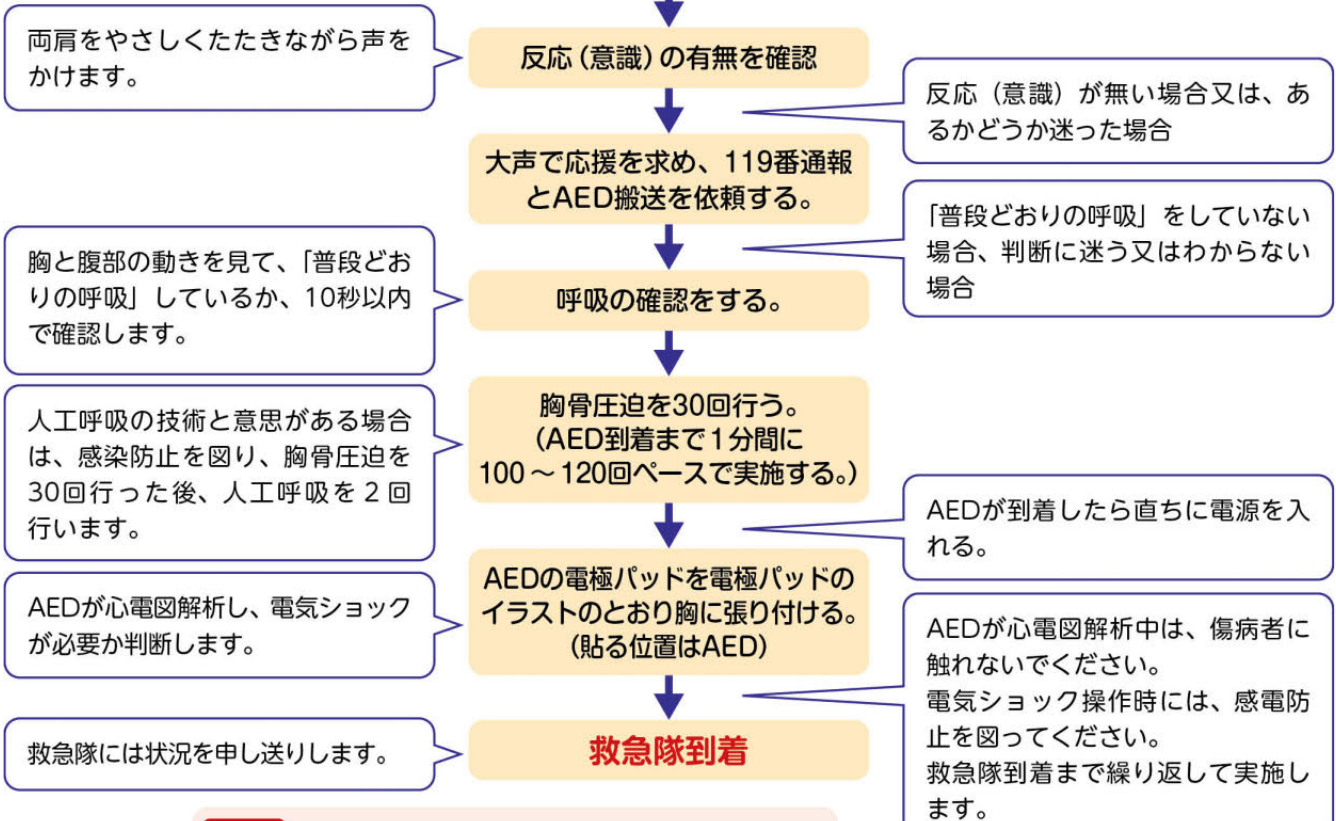 両肩をやさしくたたきながら声を
かけます。
反応（意識）の有無を確認
反応（意識）が無い場合又は、あ
るかどうか迷った場合
大声で応援を求め、119番通報
とAED搬送を依頼する。
「普段どおりの呼吸」をしていない
場合、判断に迷う又はわからない
場合
胸と腹部の動きを見て、「普段どお
りの呼吸」しているか、10秒以内
で確認します。
呼吸の確認をする。
人工呼吸の技術と意思がある場合
は、感染防止を図り、胸骨圧迫を
30回行った後、人工呼吸を２回
行います。
胸骨圧迫を30回行う。
（AED到着まで１分間に
100～120回ペースで実施する。）
AEDが到着したら直ちに電源を入
れる。
AEDが心電図解析し、電気ショック
が必要か判断します。
AEDの電極パッドを電極パッドの
イラストのとおり胸に張り付ける。
（貼る位置はAED）
AEDが心電図解析中は、傷病者に
触れないでください。
電気ショック操作時には、感電防
止を図ってください。
救急隊到着まで繰り返して実施し
ます。
救急隊には状況を申し送りします。
救急隊到着